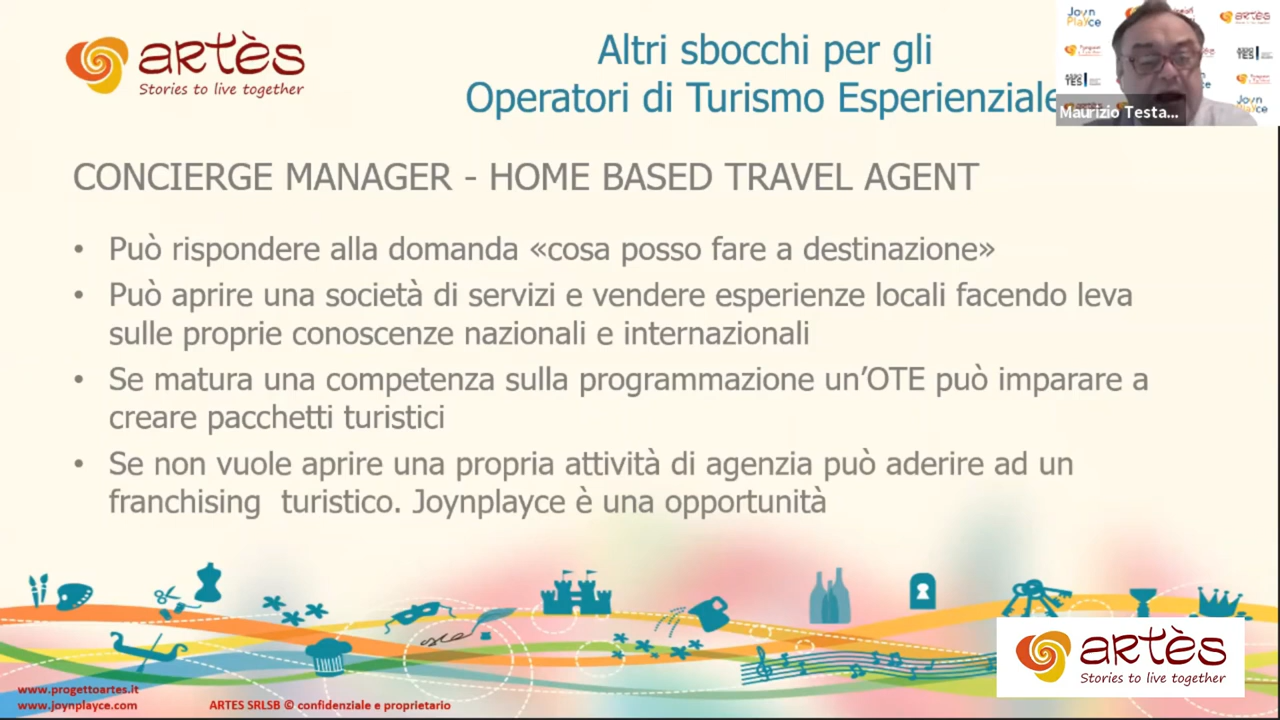 artès
Stories to live together
Altri sbocchi per gli
Operatori di Turismo Esperienziale
Maurizio Testa...
CONCIERGE MANAGER - HOME BASED TRAVEL AGENT
• Può rispondere alla domanda «cosa posso fare a destinazione»
• Può aprire una società di servizi e vendere esperienze locali facendo leva
sulle proprie conoscenze nazionali e internazionali
• Se matura una competenza sulla programmazione un’OTE può imparare a
creare pacchetti turistici
• Se non vuole aprire una propria attività di agenzia può aderire ad un
franchising turistico. Joynplayce è una opportunità
artès
Stories to live together
www.progettoartes.it
www.joynplayce.com
ARTES SRLSB © confidenziale e proprietario